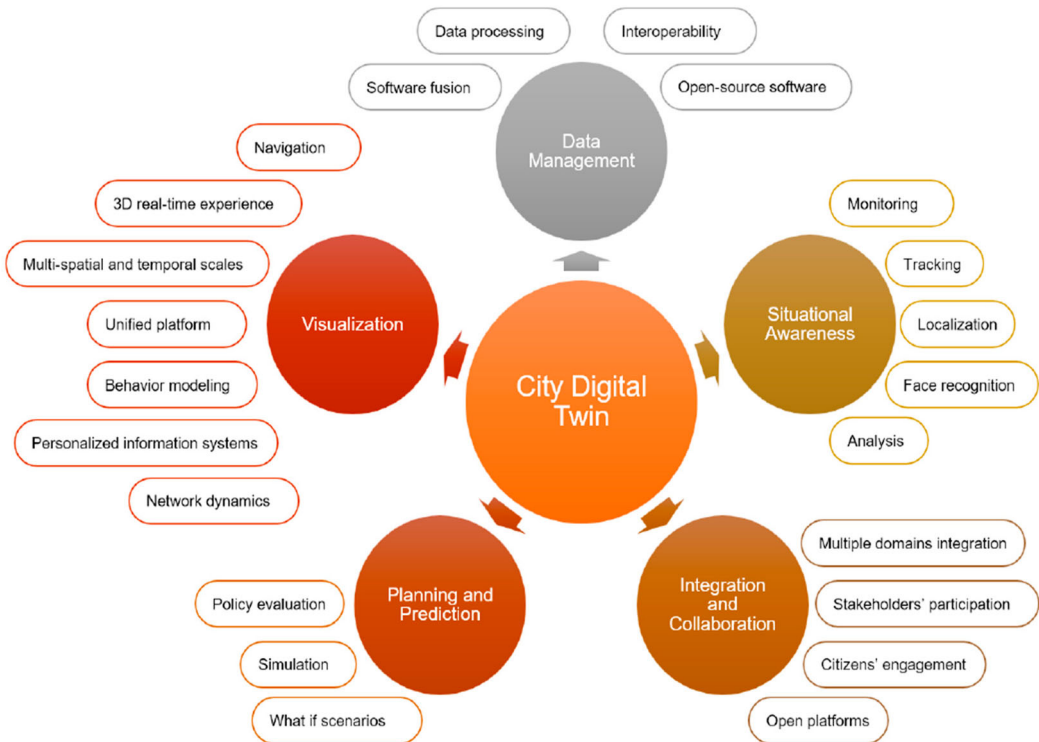 Data processing
Interoperability
Software fusion
Open-source software
Data
Management
Navigation
3D real-time experience
Multi-spatial and temporal scales
Unified platform
Behavior modeling
Personalized information systems
Network dynamics
Visualization
Monitoring
Tracking
Localization
Face recognition
Analysis
Situational
Awareness
City Digital
Twin
Planning and
Prediction
Policy evaluation
Simulation
What if scenarios
Integration
and
Collaboration
Multiple domains integration
Stakeholders' participation
Citizens' engagement
Open platforms